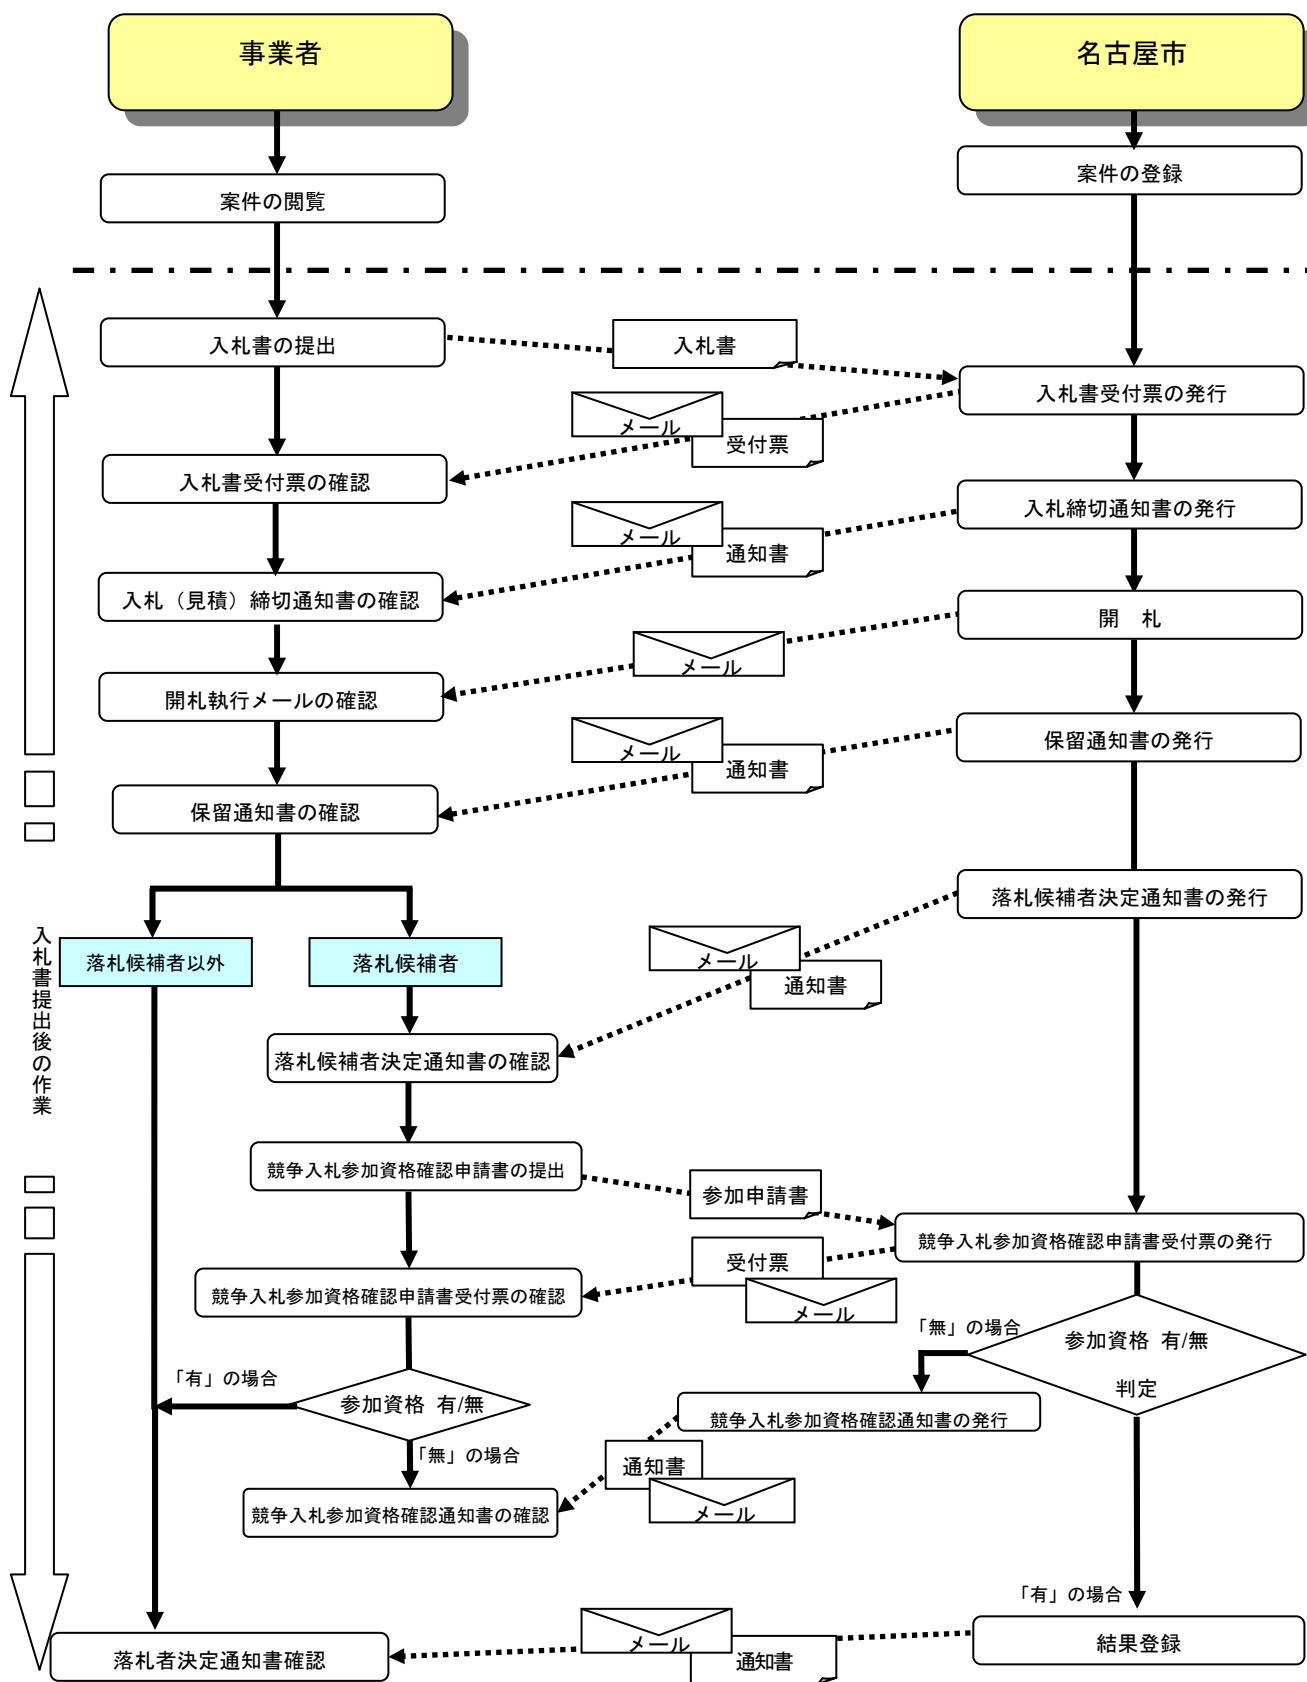 事業者
名古屋市
案件の閲覧
案件の登録
入札書の提出
入札書
入札書受付票の発行
メール
受付票
入札書受付票の確認
入札締切通知書の発行
メール
通知書
入札（見積）締切通知書の確認
開　札
メール
開札執行メールの確認
保留通知書の発行
メール
通知書
保留通知書の確認
落札候補者決定通知書の発行
入札書提出後の作業
落札候補者以外
落札候補者
メール
通知書
落札候補者決定通知書の確認
競争入札参加資格確認申請書の提出
参加申請書
競争入札参加資格確認申請書受付票の発行
受付票
メール
競争入札参加資格確認申請書受付票の確認
「無」の場合
参加資格 有/無
判定
「有」の場合
参加資格 有/無
競争入札参加資格確認通知書の発行
「無」の場合
通知書
メール
競争入札参加資格確認通知書の確認
「有」の場合
結果登録
メール
通知書
落札者決定通知書確認